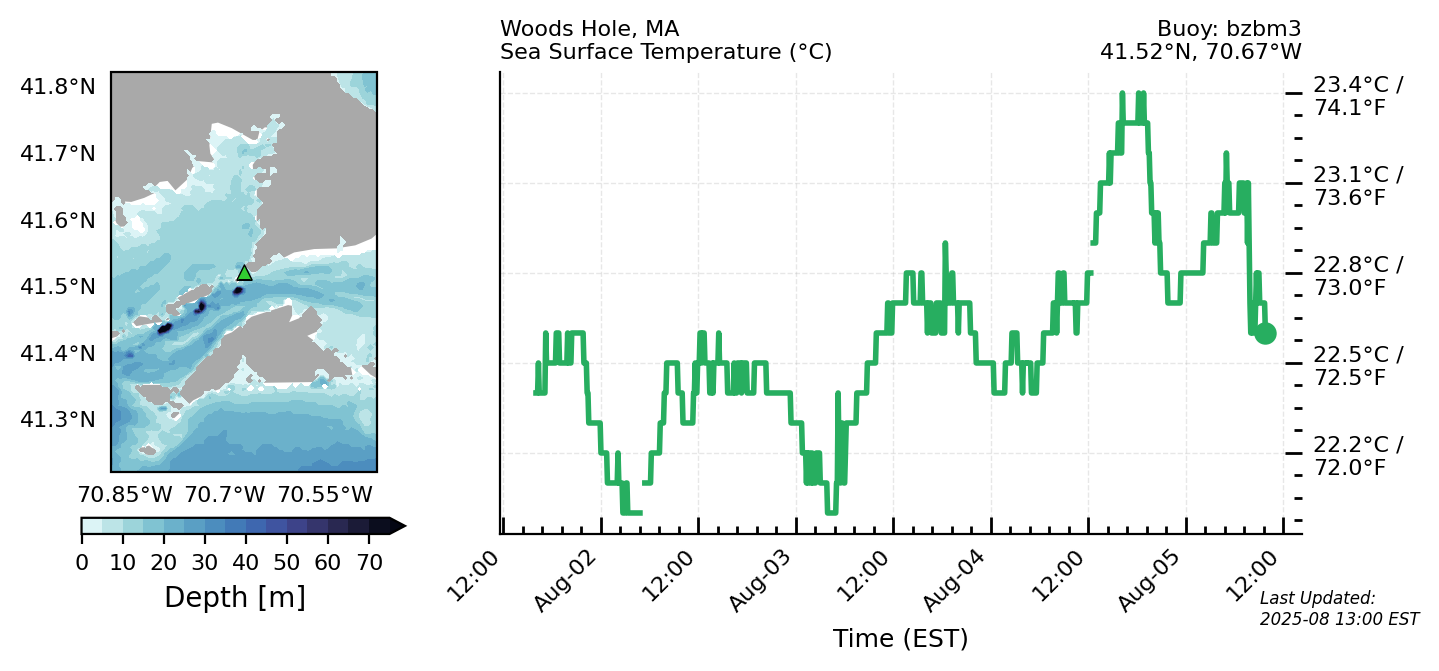 Woods Hole, MA
Sea Surface Temperature (°C)
Buoy: bzbm3
41.52°N, 70.67°W
41.8°N
41.7°N
41.6°N
41.5°N
41.4°N
41.3°N
70.85°W 70.7°W 70.55°W
0 10 20 30 40 50 60 70
Depth [m]
23.4°C /
74.1°F
23.1°C /
73.6°F
22.8°C /
73.0°F
22.5°C /
72.5°F
22.2°C /
72.0°F
12:00 Aug-02 12:00 Aug-03 12:00 Aug-04 12:00 Aug-05 12:00
Time (EST)
Last Updated:
2025-08 13:00 EST